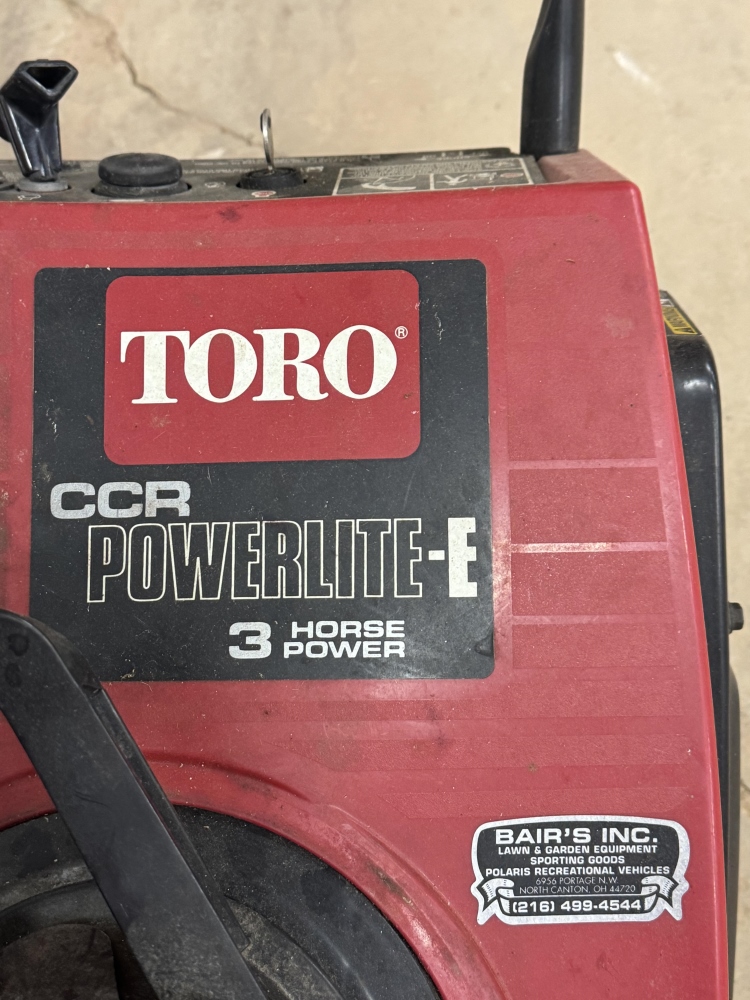 TORO®
CCR
POWERLITE-E
3 HORSE
POWER
BAIR'S INC.
LAWN & GARDEN EQUIPMENT
SPORTING GOODS
POLARIS RECREATIONAL VEHICLES
6956 PORTAGE N.W.
NORTH CANTON, OH 44720
(216) 499-4544